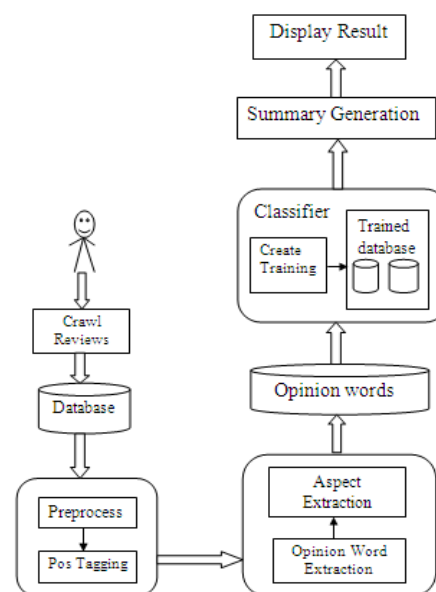 Display Result
Summary Generation
Classifier
Create
Training
Trained
database
Crawl
Reviews
Database
Preprocess
Pos Tagging
Opinion words
Aspect
Extraction
Opinion Word
Extraction